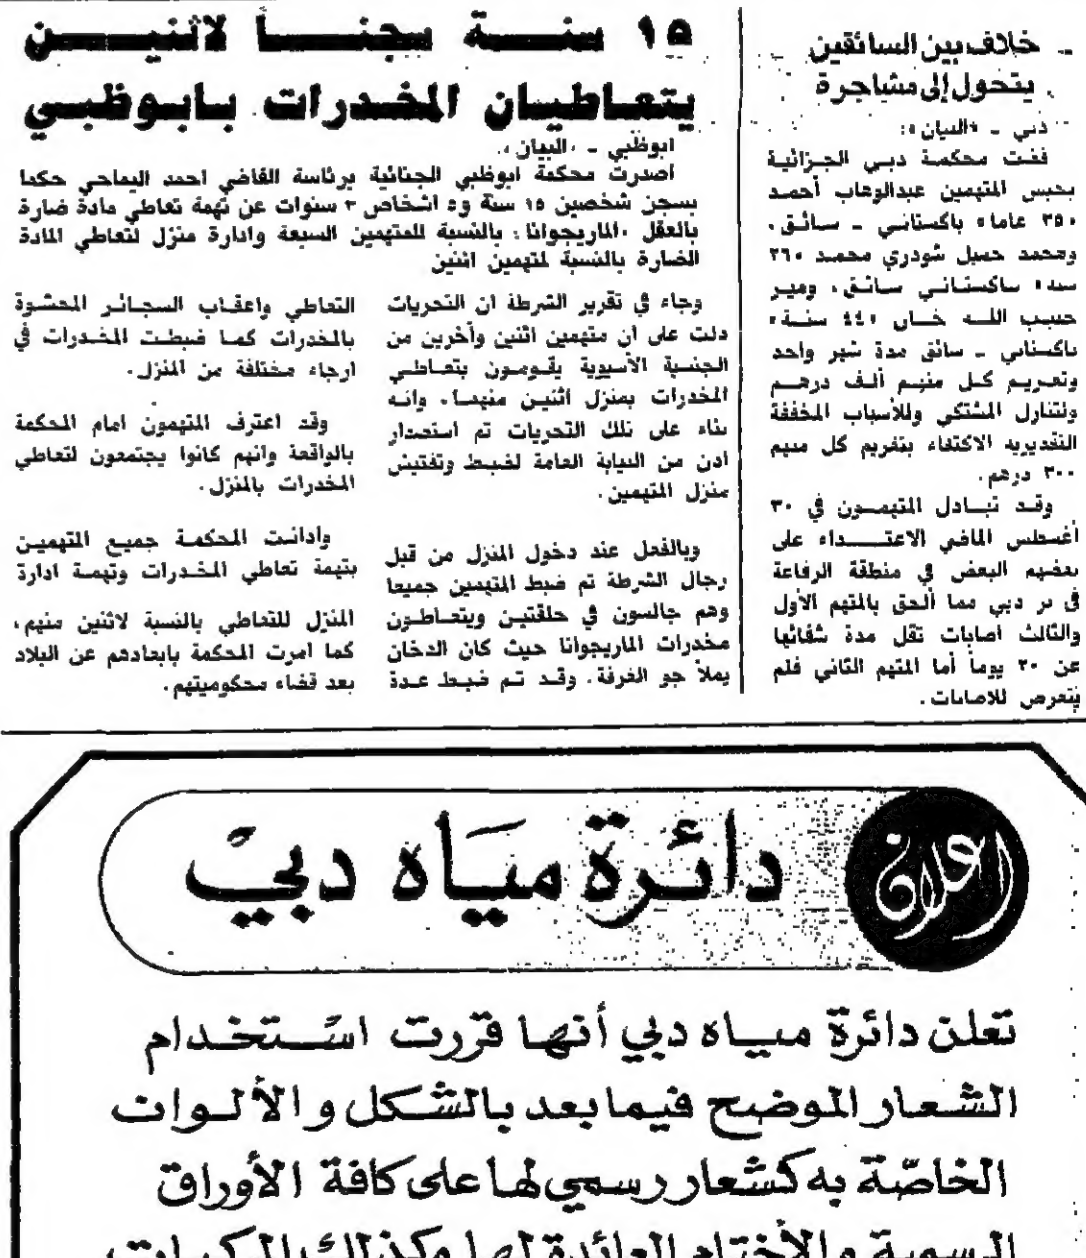 خلاف بين السائقين
يتحول إلى مشاجرة
دبي ـ «البيان»:
قضت محكمة دبي الجزائية
بحبس المتهمين عبدالوهاب أحمد
«٣٥ عاما» باكستاني ـ سائق،
ومحمد جميل شودري محمد «٢٦
سنة» باكستاني سائق، ومير
حبيب الله خان «٤٤ سنة»
باكستاني ـ سائق مدة شهر واحد
وتغريم كل منهم ألف درهم
ولتنازل المشتكي وللأسباب المخففة
التقديرية الاكتفاء بتغريم كل منهم
٣٠٠ درهم.
وقد تبادل المتهمون في ٣٠
أغسطس الماضي الاعتداء على
بعضهم البعض في منطقة الرفاعة
في بر دبي مما ألحق بالمتهم الأول
والثالث اصابات تقل مدة شفائها
عن ٢٠ يوماً أما المتهم الثاني فلم
يتعرض للاصابات.
١٥ سنة سجناً لاثنين
يتعاطيان المخدرات بابوظبي
ابوظبي ـ «البيان»:
أصدرت محكمة ابوظبي الجنائية برئاسة القاضي احمد اليماحي حكما
بسجن شخصين ١٥ سنة و٥ اشخاص ٣ سنوات عن تهمة تعاطي مادة ضارة
بالعقل «الماريجوانا» بالنسبة للمتهمين السبعة وادارة منزل لتعاطي المادة
الضارة بالنسبة لمتهمين اثنين
وجاء في تقرير الشرطة ان التحريات
دلت على ان متهمين اثنين وأخرين من
الجنسية الأسيوية يقومون بتعاطي
المخدرات بمنزل اثنين منهما، وانه
بناء على تلك التحريات تم استصدار
اذن من النيابة العامة لضبط وتفتيش
منزل المتهمين.
وبالفعل عند دخول المنزل من قبل
رجال الشرطة تم ضبط المتهمين جميعا
وهم جالسون في حلقتين ويتعاطون
مخدرات الماريجوانا حيث كان الدخان
يملأ جو الغرفة. وقد تم ضبط عدة
التعاطي واعقاب السجائر المحشوة
بالمخدرات كما ضبطت المخدرات في
ارجاء مختلفة من المنزل.
وقد اعترف المتهمون امام المحكمة
بالواقعة وانهم كانوا يجتمعون لتعاطي
المخدرات بالمنزل.
وادانت المحكمة جميع المتهمين
بتهمة تعاطي المخدرات وتهمة ادارة
المنزل للتعاطي بالنسبة لاثنين منهم،
كما امرت المحكمة بابعادهم عن البلاد
بعد قضاء محكوميتهم.
اعلان
دائرة مياه دبي
تعلن دائرة مياه دبي أنها قررت استخدام
الشعار الموضح فيما بعد بالشكل والألوان
الخاصة به كشعار رسمي لها على كافة الأوراق
الرسمية والأختام العائدة لها وكذلك المركبات